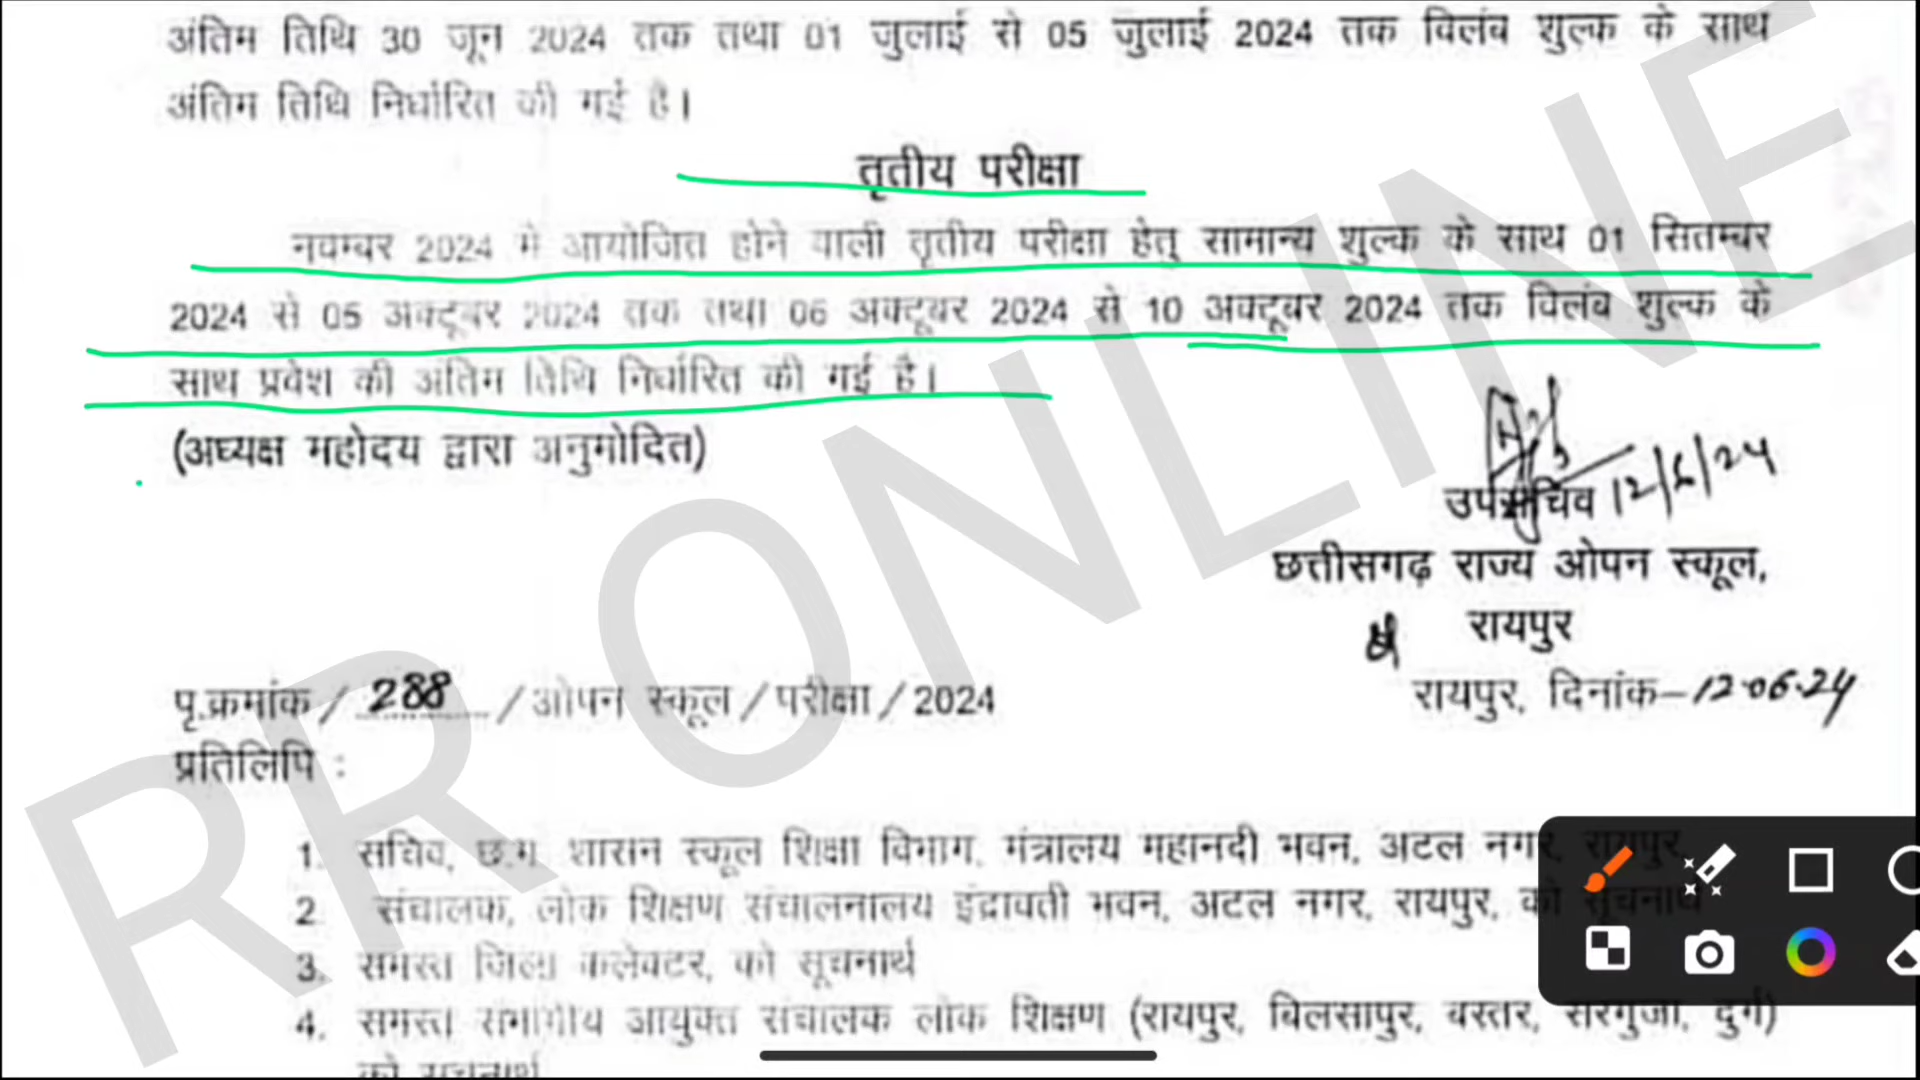 अंतिम तिथि 30 जून 2024 तक तथा 01 जुलाई से 05 जुलाई 2024 तक विलंब शुल्क के साथ
अंतिम तिथि निर्धारित की गई है।
तृतीय परीक्षा
नवम्बर 2024 में आयोजित होने वाली तृतीय परीक्षा हेतु सामान्य शुल्क के साथ 01 सितम्बर
2024 से 05 अक्टूबर 2024 तक तथा 06 अक्टूबर 2024 से 10 अक्टूबर 2024 तक विलंब शुल्क के
साथ प्रवेश की अंतिम तिथि निर्धारित की गई है।
(अध्यक्ष महोदय द्वारा अनुमोदित)
12/6/24
उपसचिव
छत्तीसगढ़ राज्य ओपन स्कूल,
रायपुर
पृ.क्रमांक / 288 / ओपन स्कूल / परीक्षा / 2024
रायपुर, दिनांक- 12.06.24
प्रतिलिपि :
1. सचिव, छ.ग. शासन स्कूल शिक्षा विभाग, मंत्रालय महानदी भवन, अटल नगर, रायपुर,
2 संचालक, लोक शिक्षण संचालनालय इंद्रावती भवन, अटल नगर, रायपुर, को सूचनार्थ
3. समस्त जिला कलेक्टर, को सूचनार्थ
4. समस्त संभागीय आयुक्त संचालक लोक शिक्षण (रायपुर, बिलासपुर, बस्तर, सरगुजा, दुर्ग)
को सूचनार्थ
RR ONLINE